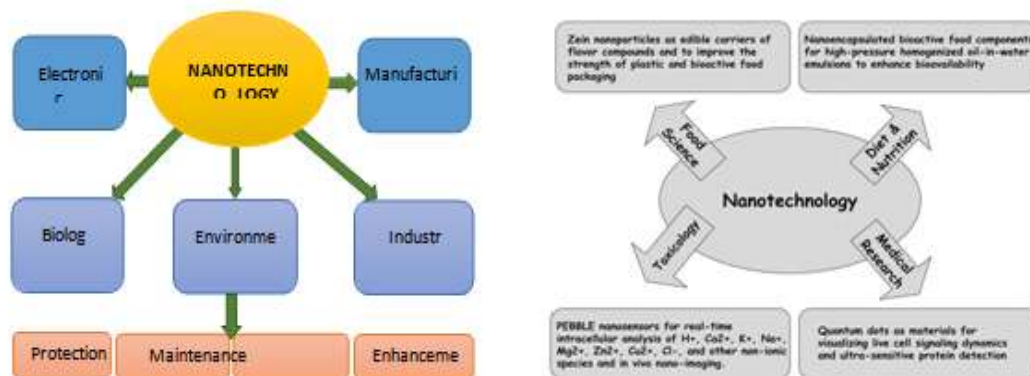 NANOTECHN
O LOGY
Electroni
r
Manufacturi
Biolog
Environme
Industr
Protection
Maintenance
Enhanceme
Zein nanoparticles as edible carriers of
flavor compounds and to improve the
strength of plastic and bioactive food
packaging
Nanoencapsulated bioactive food components
for high-pressure homogenized oil-in-water
emulsions to enhance bioavailability
Food
Science
Diet &
Nutrition
Nanotechnology
Toxicology
Medical
Research
PEBBLE nanosensors for real-time
intracellular analysis of H+, Ca2+, K+, Na+,
Mg2+, Zn2+, Cu2+, Cl-, and other non-ionic
species and in vivo nano-imaging.
Quantum dots as materials for
visualizing live cell signaling dynamics
and ultra-sensitive protein detection